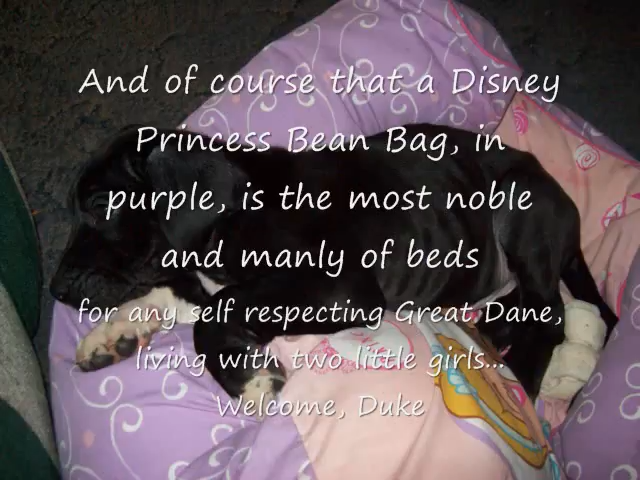 And of course that a Disney
Princess Bean Bag, in
purple, is the most noble
and manly of beds
for any self respecting Great Dane,
living with two little girls...
Welcome, Duke